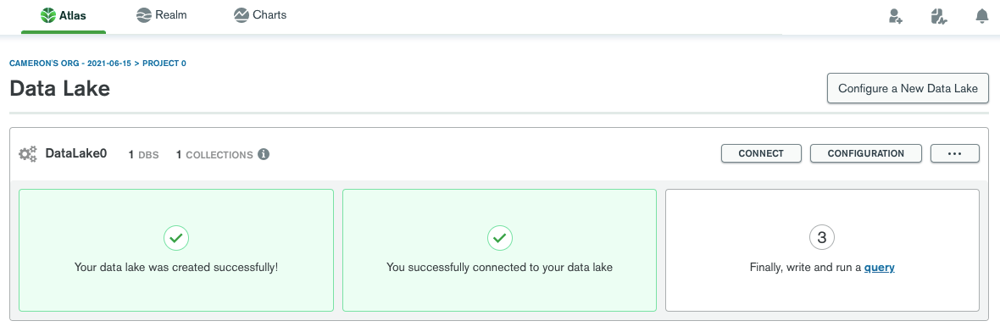 Atlas Realm Charts
CAMERON'S ORG - 2021-06-15 > PROJECT 0
Data Lake
Configure a New Data Lake
DataLake0 1 DBS 1 COLLECTIONS i
CONNECT CONFIGURATION ...
Your data lake was created successfully!
You successfully connected to your data lake
3
Finally, write and run a query